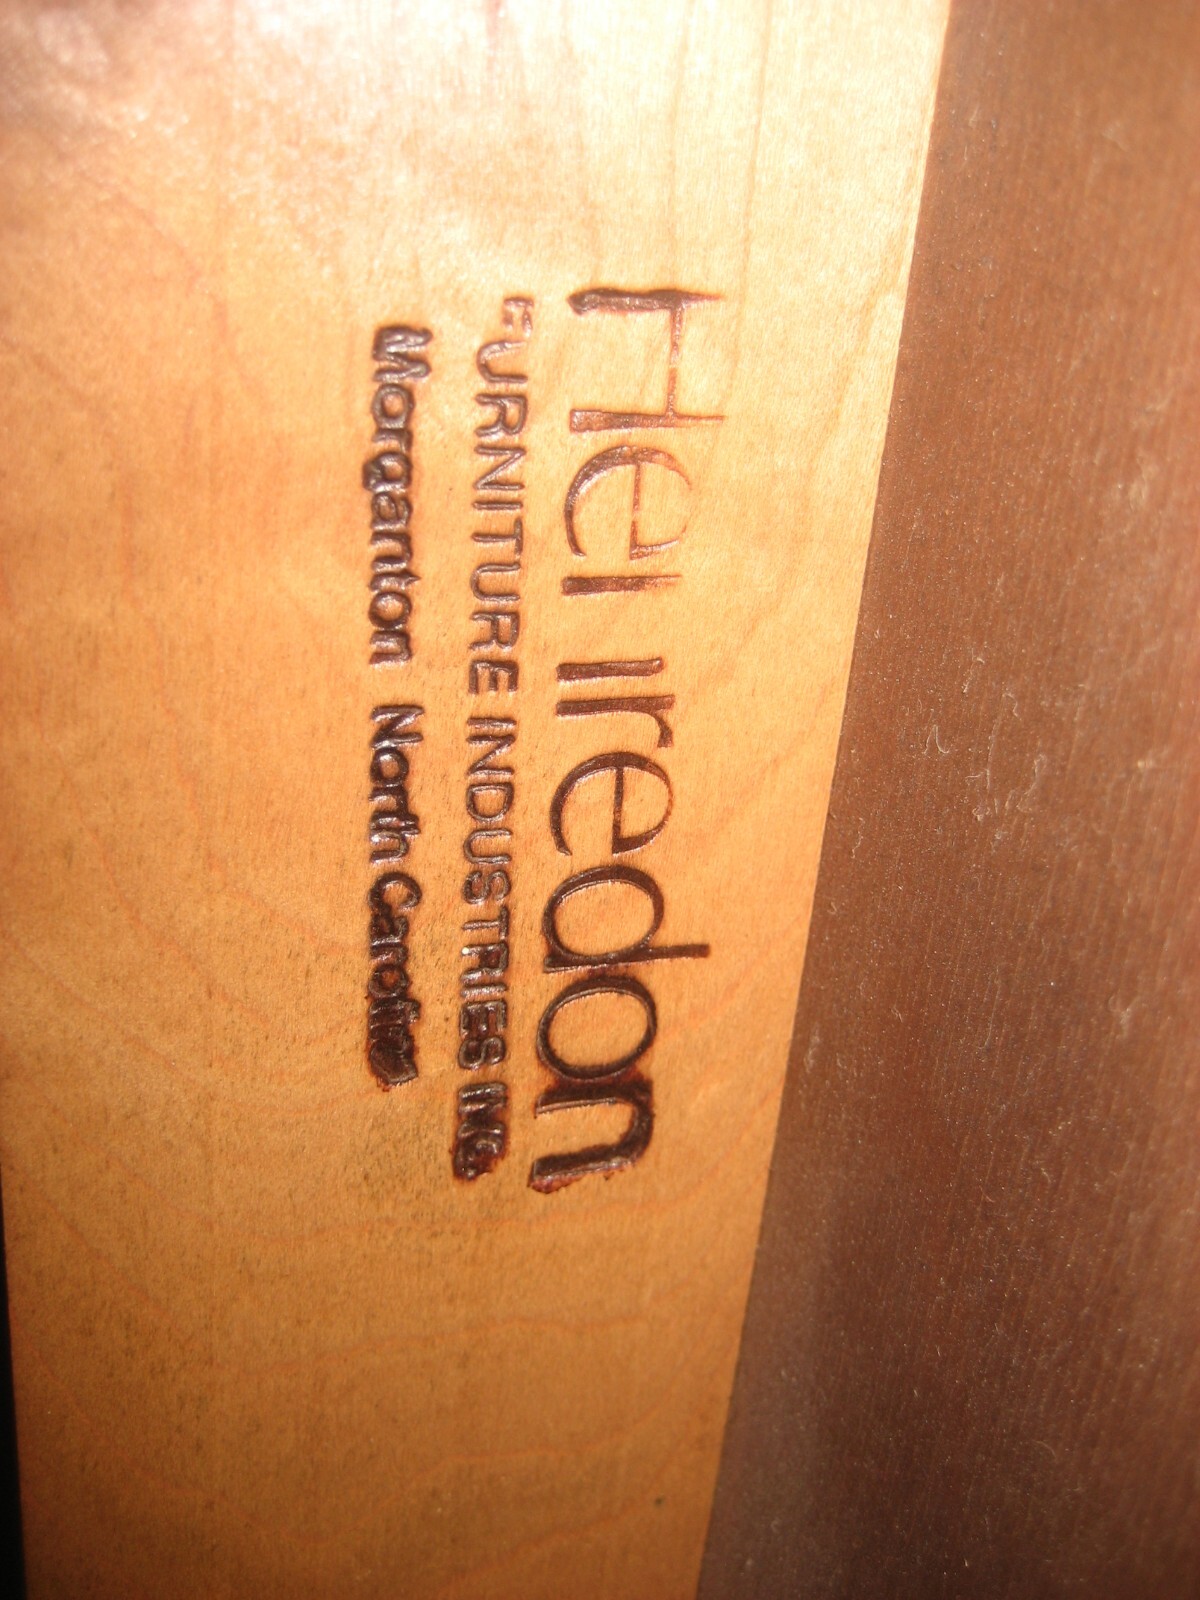 Henredon
FURNITURE INDUSTRIES INC.
Morganton North Carolina